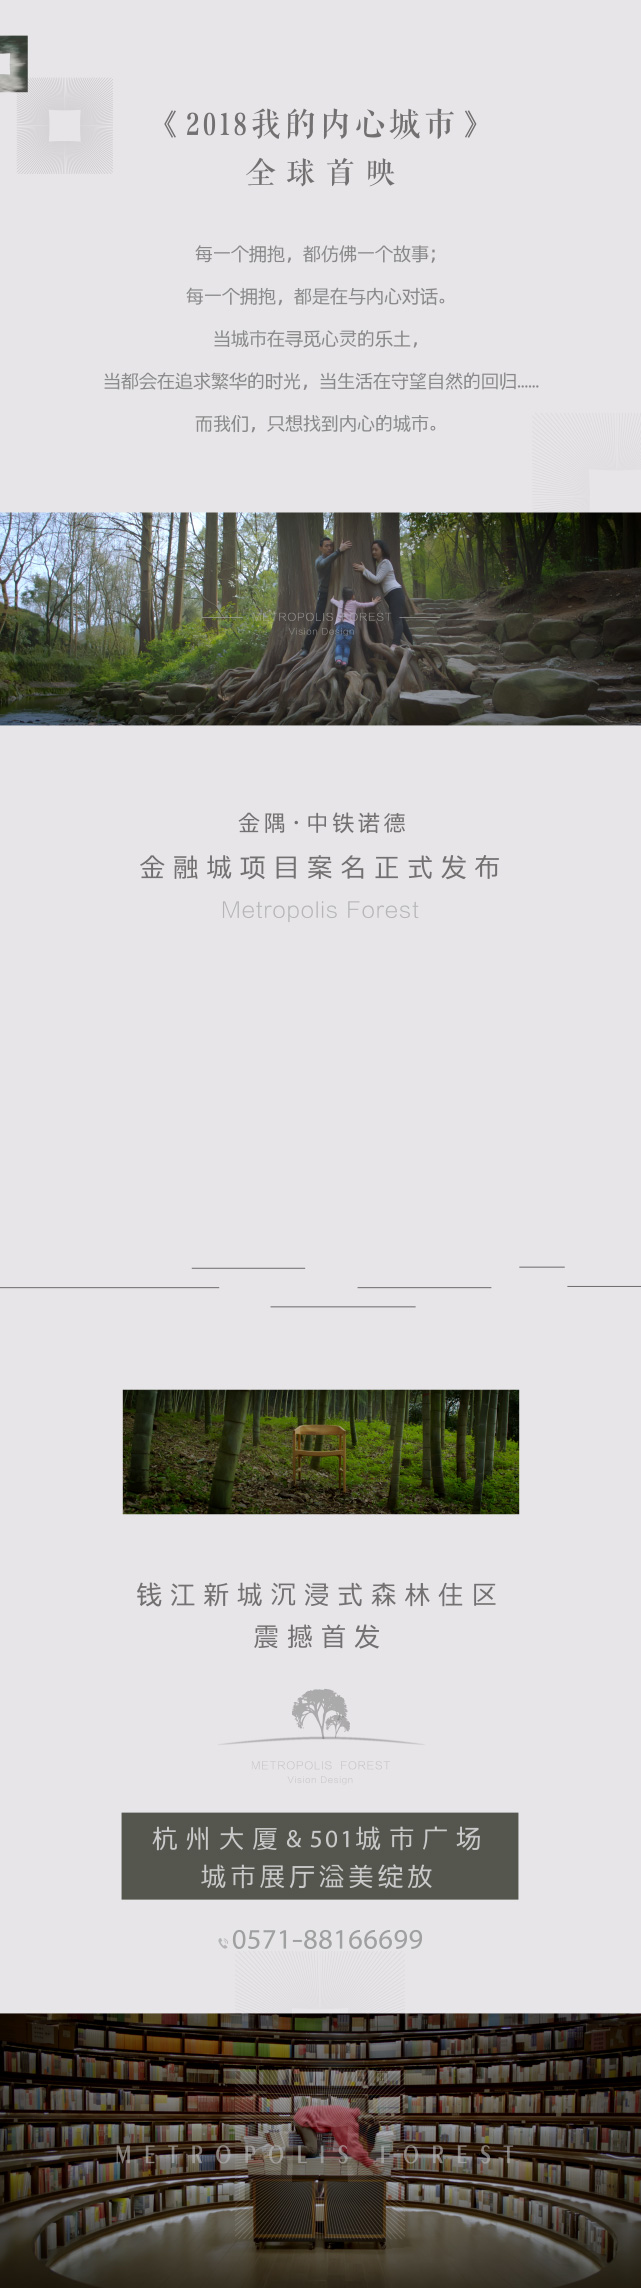 《2018我的内心城市》
全球首映
每一个拥抱，都仿佛一个故事；
每一个拥抱，都是在与内心对话。
当城市在寻觅心灵的乐土，
当都会在追求繁华的时光，当生活在守望自然的回归……
而我们，只想找到内心的城市。
METROPOLIS FOREST
Vision Design
金隅·中铁诺德
金融城项目案名正式发布
Metropolis Forest
钱江新城沉浸式森林住区
震撼首发
METROPOLIS FOREST
Vision Design
杭州大厦&501城市广场
城市展厅溢美绽放
0571-88166699
METROPOLIS FOREST